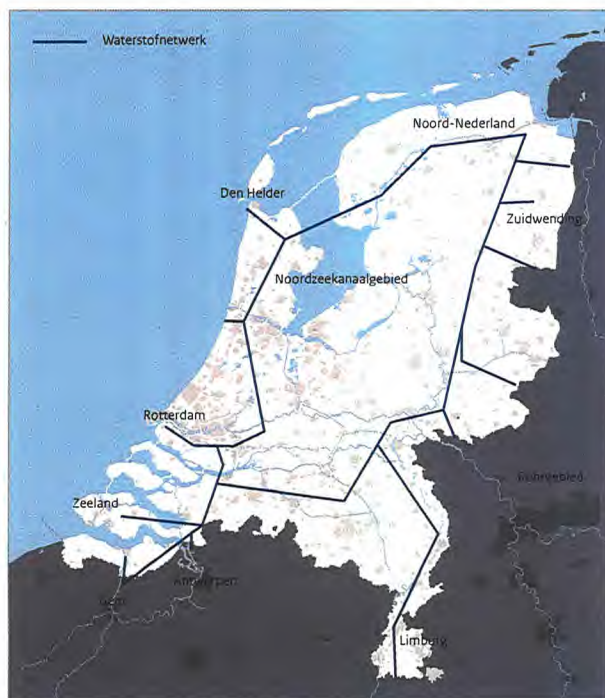 Waterstofnetwerk
Noord-Nederland
Den Helder
Zuidwending
Noordzeekanaalgebied
Rotterdam
Ruhrgebied
Zeeland
Antwerpen
Gent
Limburg